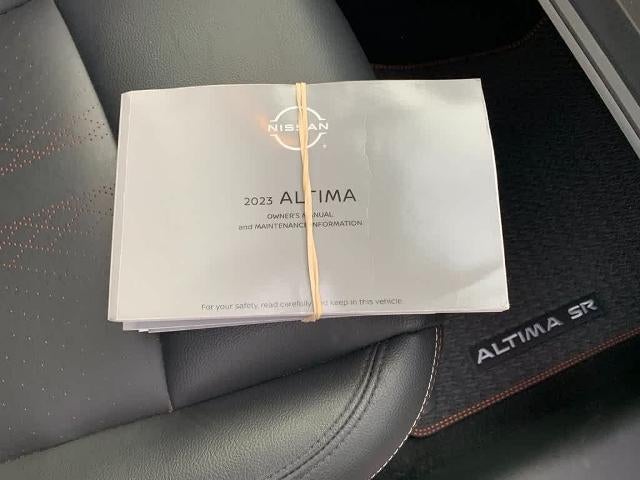 NISSAN
®
2023 ALTIMA
OWNER'S MANUAL
and MAINTENANCE INFORMATION
For your safety, read carefully and keep in this vehicle.
ALTIMA SR